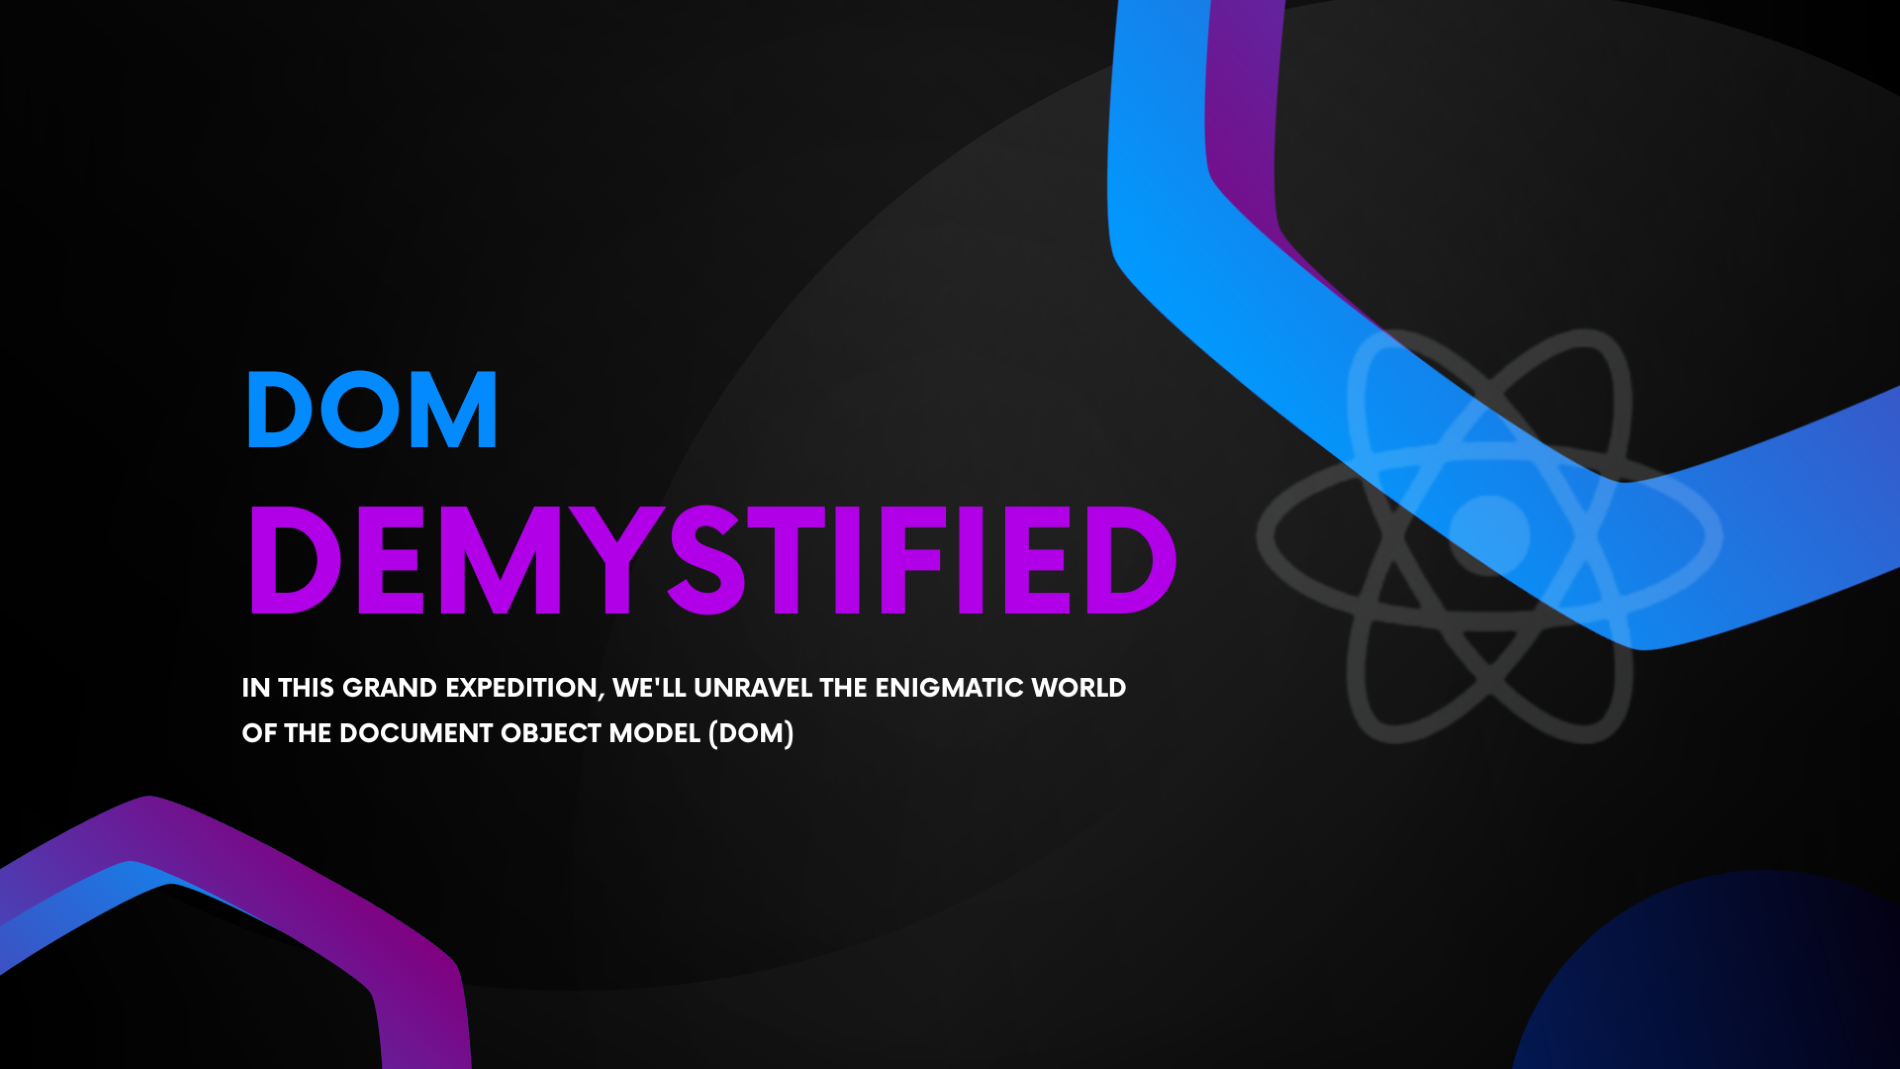 DOM
DEMYSTIFIED
IN THIS GRAND EXPEDITION, WE'LL UNRAVEL THE ENIGMATIC WORLD
OF THE DOCUMENT OBJECT MODEL (DOM)